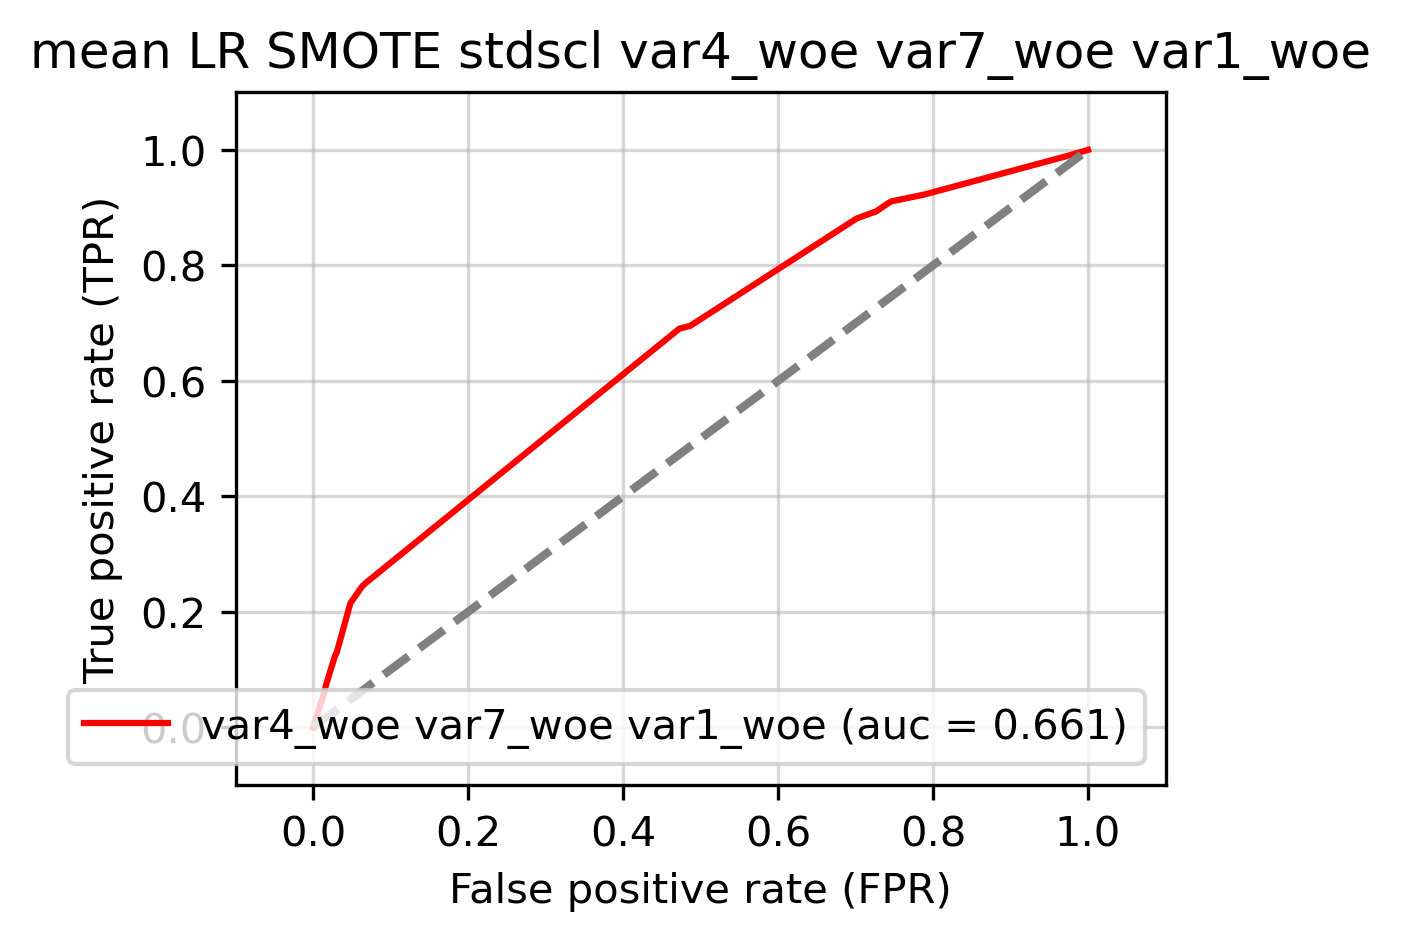 mean LR SMOTE stdscl var4_woe var7_woe var1_woe
True positive rate (TPR)
1.0
0.8
0.6
0.4
0.2
0.0
var4_woe var7_woe var1_woe (auc = 0.661)
0.0 0.2 0.4 0.6 0.8 1.0
False positive rate (FPR)